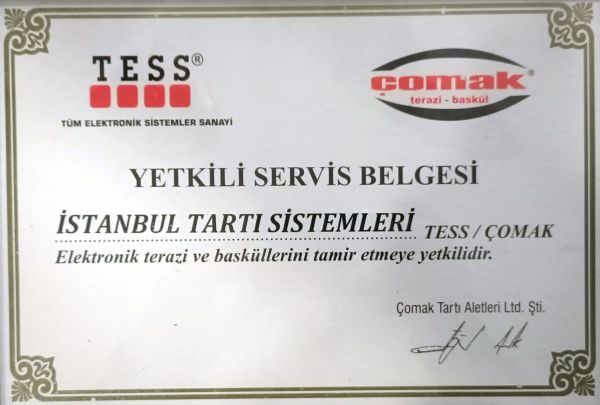 TESS®
TÜM ELEKTRONİK SİSTEMLER SANAYİ
çomak®
terazi - baskül
YETKİLİ SERVİS BELGESİ
İSTANBUL TARTI SİSTEMLERİ TESS / ÇOMAK
Elektronik terazi ve basküllerini tamir etmeye yetkilidir.
Çomak Tartı Aletleri Ltd. Şti.